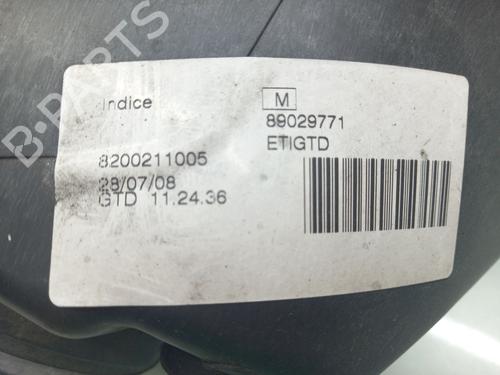 Indice
M
89029771
ETIGTD
8200211005
28/07/08
GTD 11.24.36
B-PARTS